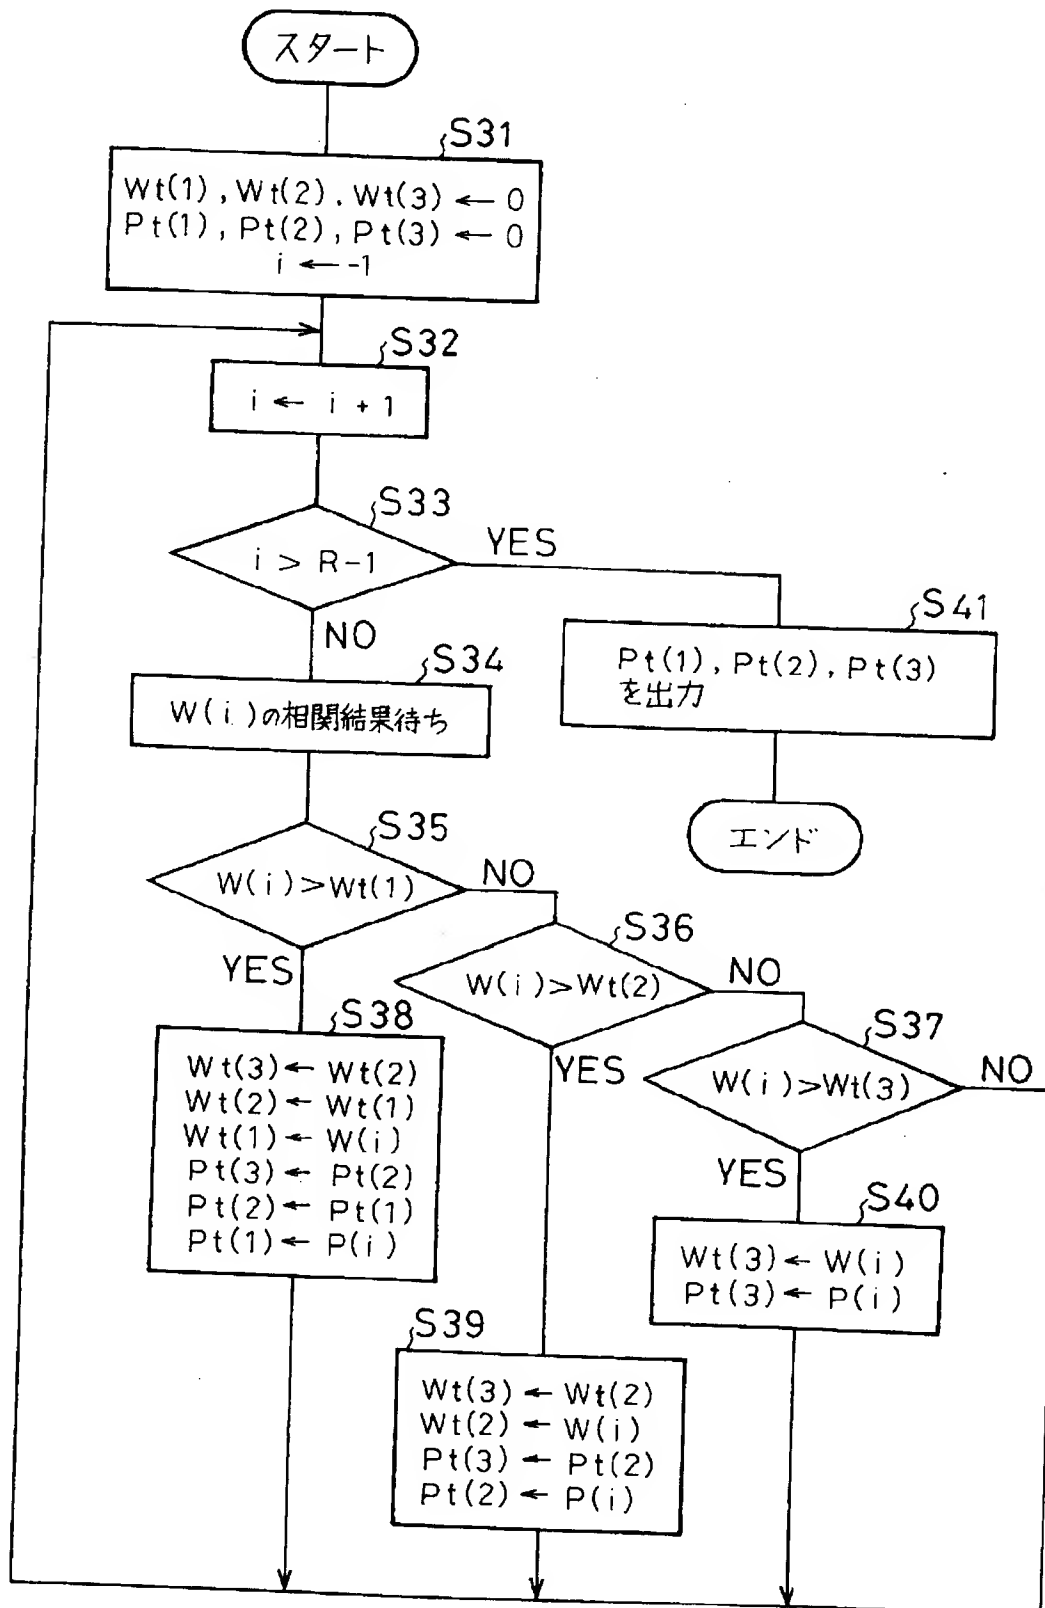 スタート
S31
Wt(1), Wt(2), Wt(3) ← 0
Pt(1), Pt(2), Pt(3) ← 0
i ← -1
S32
i ← i + 1
S33
i > R-1
YES
NO
S41
Pt(1), Pt(2), Pt(3)
を出力
エンド
S34
W(i)の相関結果待ち
S35
W(i)>Wt(1)
NO
YES
S36
W(i)>Wt(2)
NO
YES
S37
W(i)>Wt(3)
NO
YES
S38
Wt(3) ← Wt(2)
Wt(2) ← Wt(1)
Wt(1) ← W(i)
Pt(3) ← Pt(2)
Pt(2) ← Pt(1)
Pt(1) ← P(i)
S40
Wt(3) ← W(i)
Pt(3) ← P(i)
S39
Wt(3) ← Wt(2)
Wt(2) ← W(i)
Pt(3) ← Pt(2)
Pt(2) ← P(i)